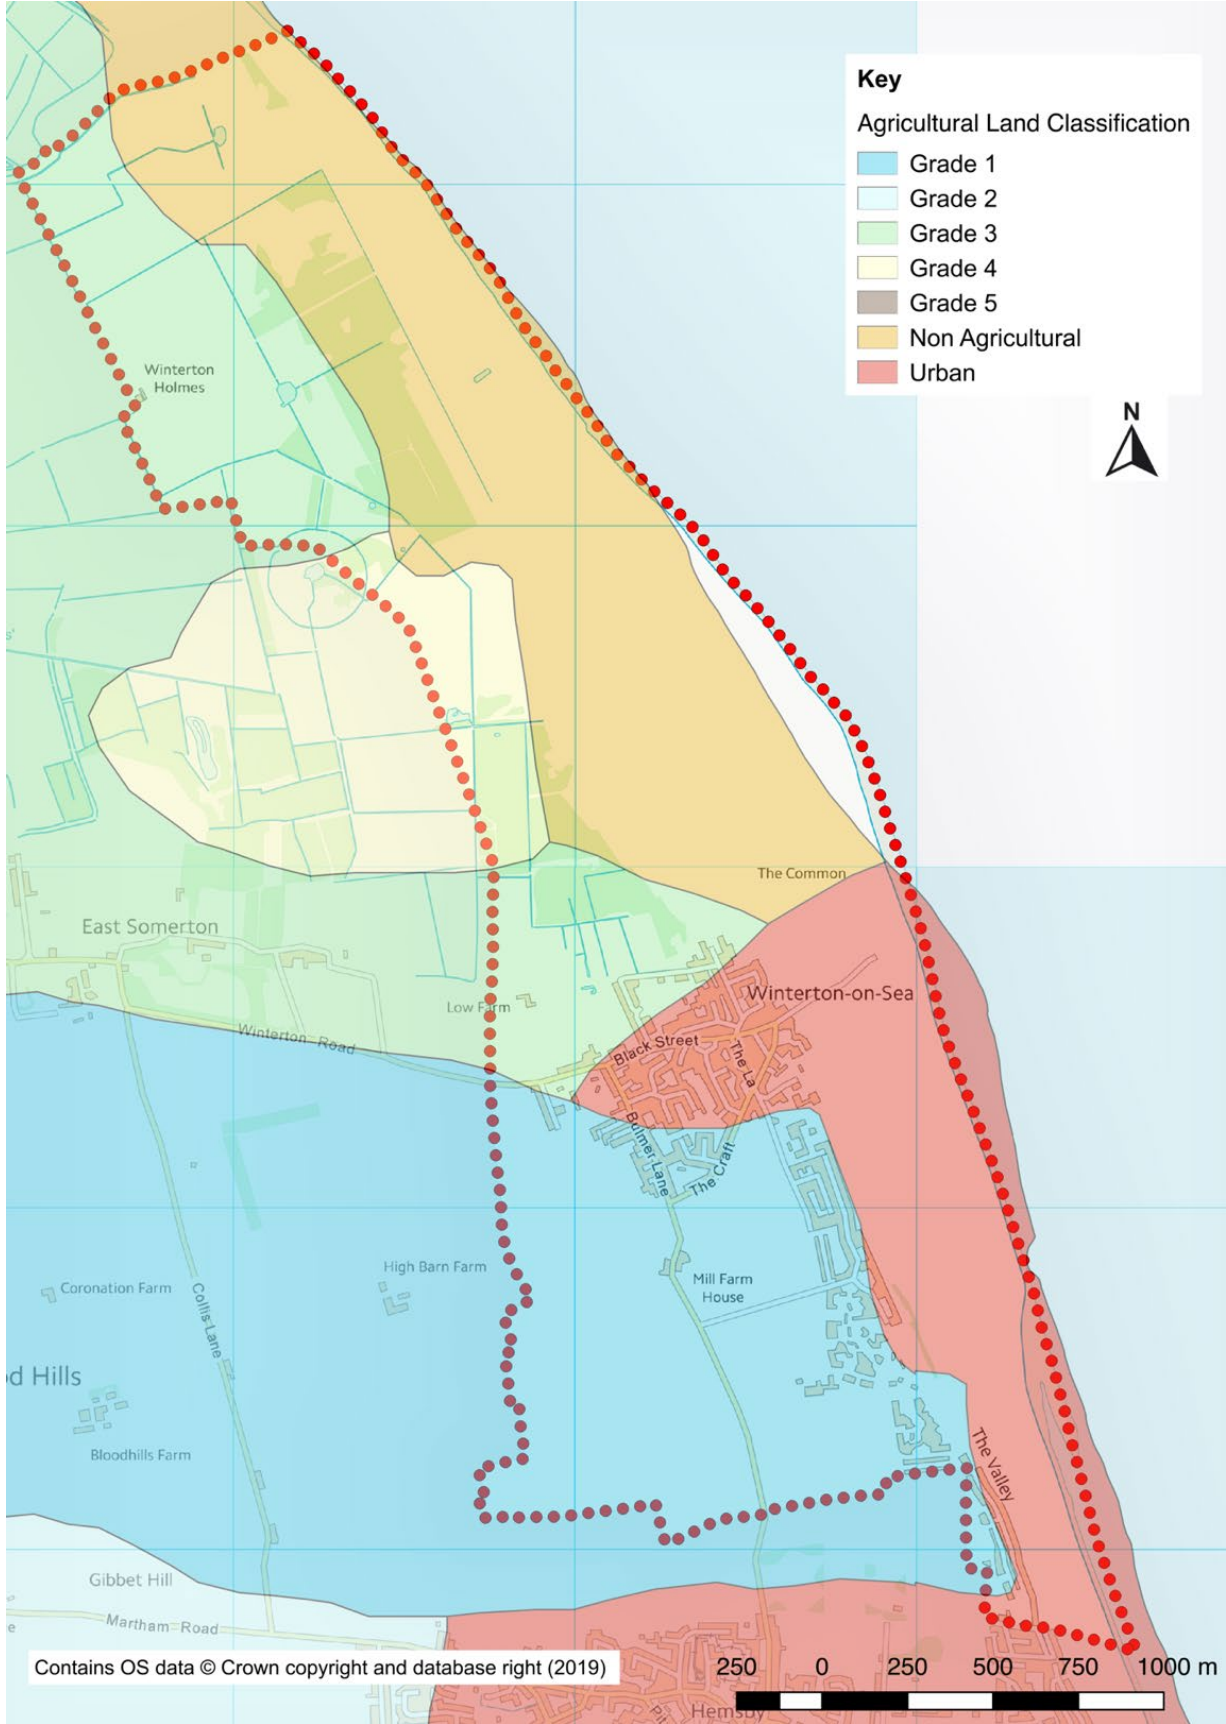 Key
Agricultural Land Classification
Grade 1
Grade 2
Grade 3
Grade 4
Grade 5
Non Agricultural
Urban
N
Winterton
Holmes
The Common
East Somerton
Winterton-on-Sea
Low Farm
Winterton Road
Black Street
The La
Bulmer Lane
The Craft
High Barn Farm
Mill Farm
House
Coronation Farm
Collis Lane
d Hills
Bloodhills Farm
The Valley
Gibbet Hill
Martham Road
e
Contains OS data © Crown copyright and database right (2019)
250 0 250 500 750 1000 m
Hemsby